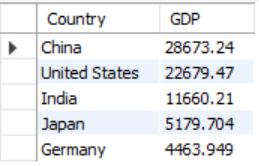 Country GDP
China 28673.24
United States 22679.47
India 11660.21
Japan 5179.704
Germany 4463.949